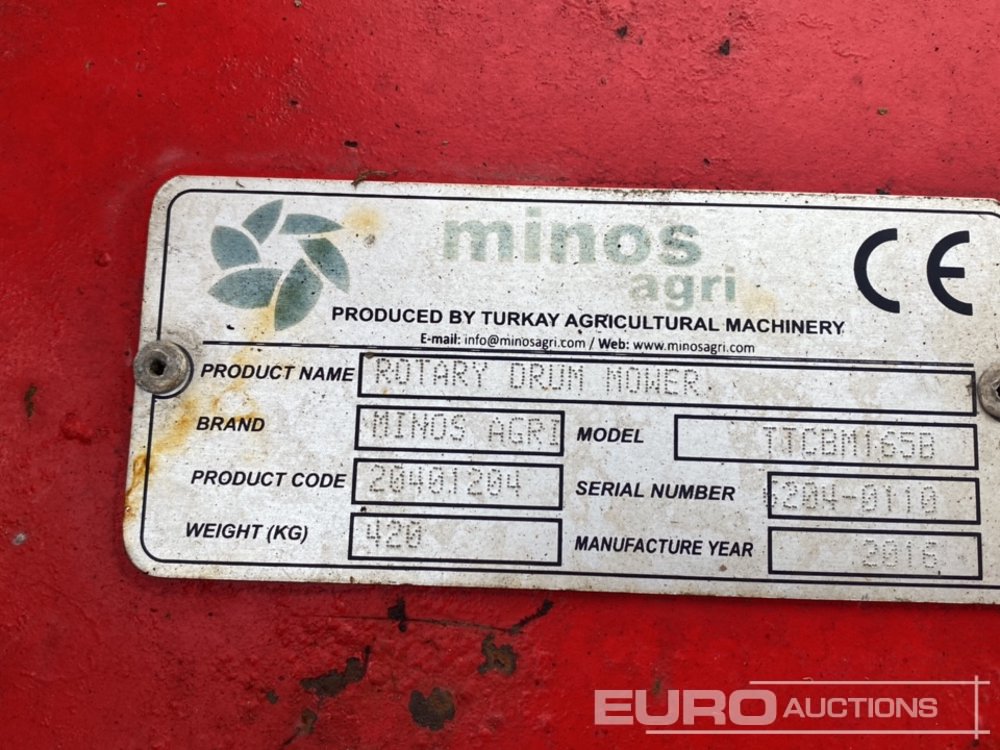 minos
agri
CE
PRODUCED BY TURKAY AGRICULTURAL MACHINERY
E-mail: info@minosagri.com / Web: www.minosagri.com
PRODUCT NAME ROTARY DRUM MOWER
BRAND MINOS AGRI MODEL TTCBM165B
PRODUCT CODE 20401204 SERIAL NUMBER 6204-0110
WEIGHT (KG) 420 MANUFACTURE YEAR 2016
EURO AUCTIONS